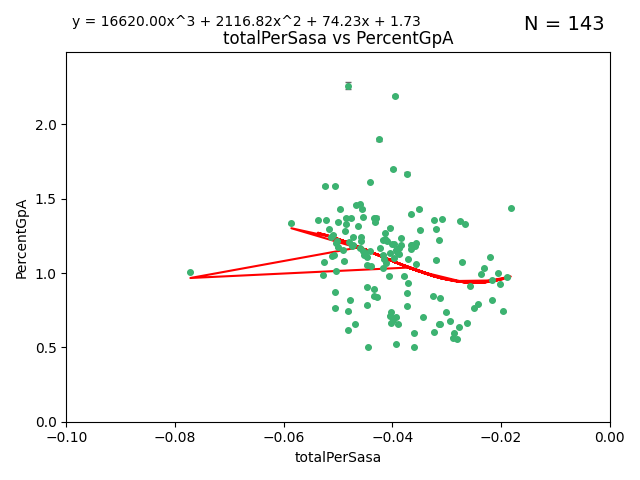 y = 16620.00x^3 + 2116.82x^2 + 74.23x + 1.73
N = 143
totalPerSasa vs PercentGpA
PercentGpA
2.0
1.5
1.0
0.5
0.0
−0.10 −0.08 −0.06 −0.04 −0.02 0.00
totalPerSasa